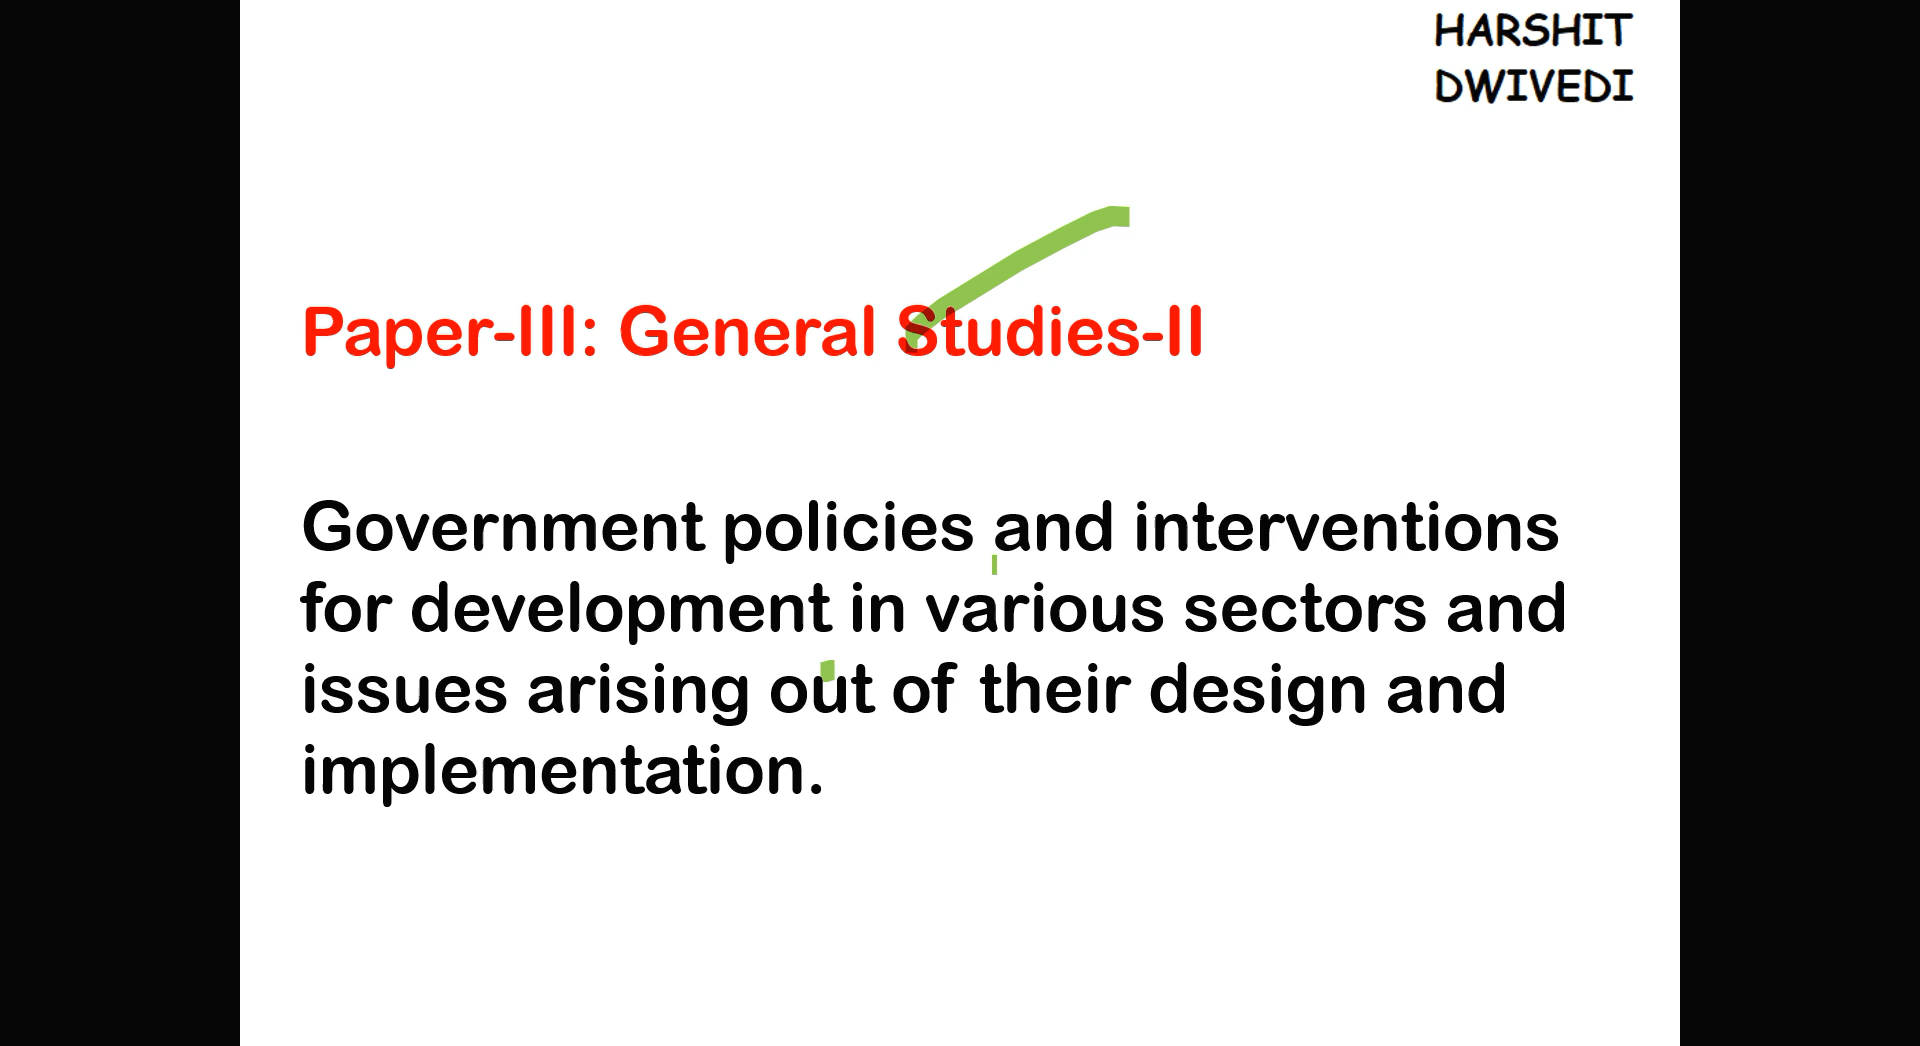 HARSHIT
DWIVEDI
Paper-III: General Studies-II
Government policies and interventions
for development in various sectors and
issues arising out of their design and
implementation.